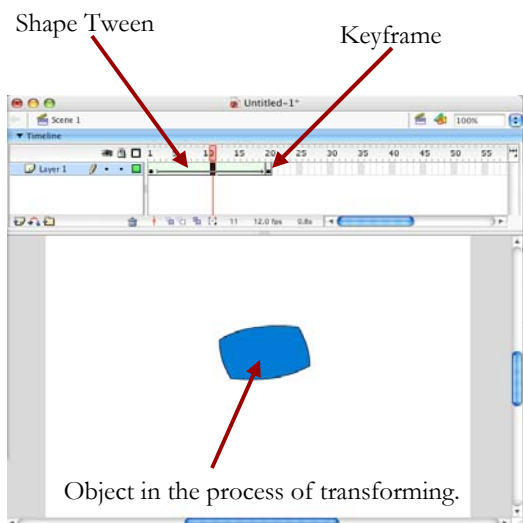 Shape Tween
Keyframe
Untitled-1*
Scene 1
100%
Timeline
1 5 10 15 20 25 30 35 40 45 50 55
Layer 1
11 12.0 fps 0.8s
Object in the process of transforming.